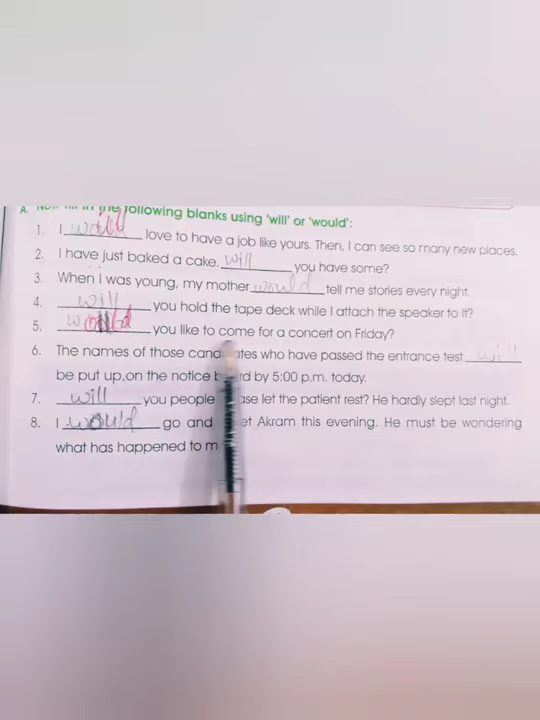 A. Now fill in the following blanks using 'will' or 'would':
1. I would love to have a job like yours. Then, I can see so many new places.
2. I have just baked a cake. will you have some?
3. When I was young, my mother would tell me stories every night.
4. will you hold the tape deck while I attach the speaker to it?
5. would you like to come for a concert on Friday?
6. The names of those candidates who have passed the entrance test will
be put up,on the notice board by 5:00 p.m. today.
7. will you people let the patient rest? He hardly slept last night.
8. I would go and Akram this evening. He must be wondering
what has happened to